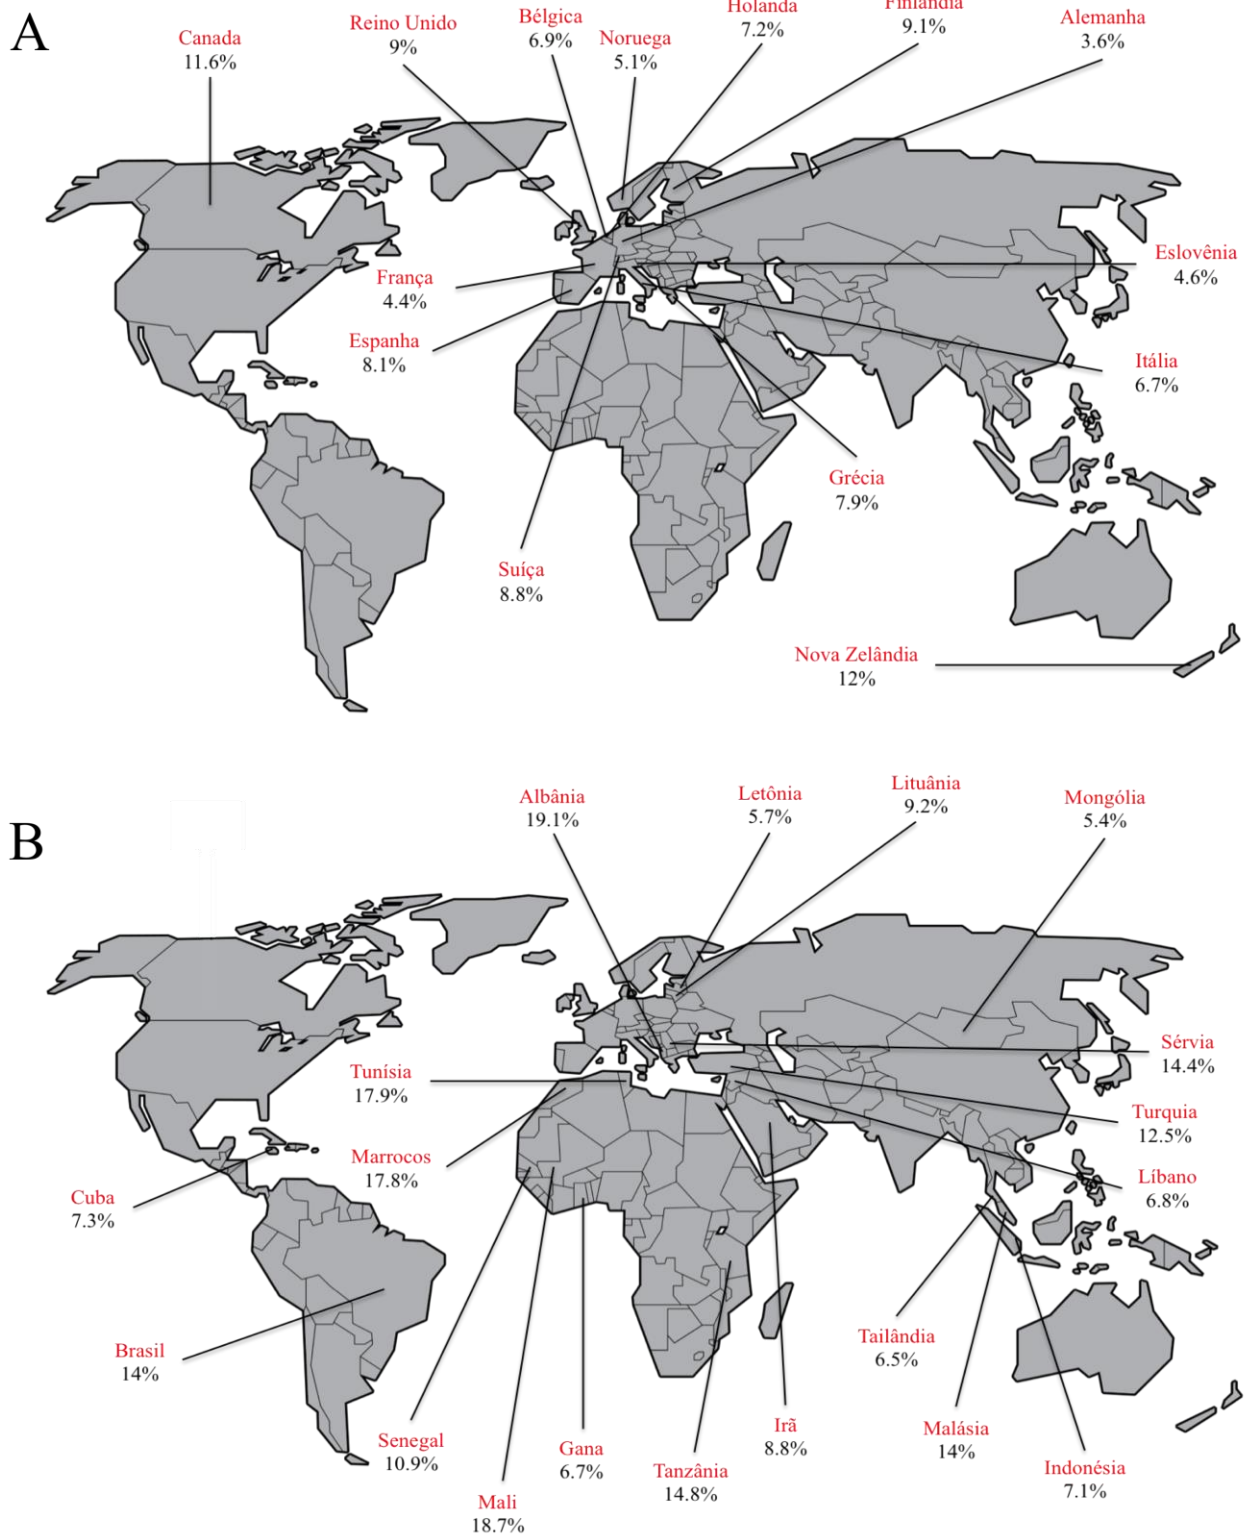 A
Canada
11.6%
Reino Unido
9%
Bélgica
6.9%
Noruega
5.1%
Holanda
7.2%
Finlândia
9.1%
Alemanha
3.6%
França
4.4%
Espanha
8.1%
Eslovênia
4.6%
Itália
6.7%
Grécia
7.9%
Suíça
8.8%
Nova Zelândia
12%
B
Albânia
19.1%
Letônia
5.7%
Lituânia
9.2%
Mongólia
5.4%
Sérvia
14.4%
Tunísia
17.9%
Turquia
12.5%
Marrocos
17.8%
Líbano
6.8%
Cuba
7.3%
Brasil
14%
Tailândia
6.5%
Senegal
10.9%
Gana
6.7%
Irã
8.8%
Malásia
14%
Tanzânia
14.8%
Indonésia
7.1%
Mali
18.7%